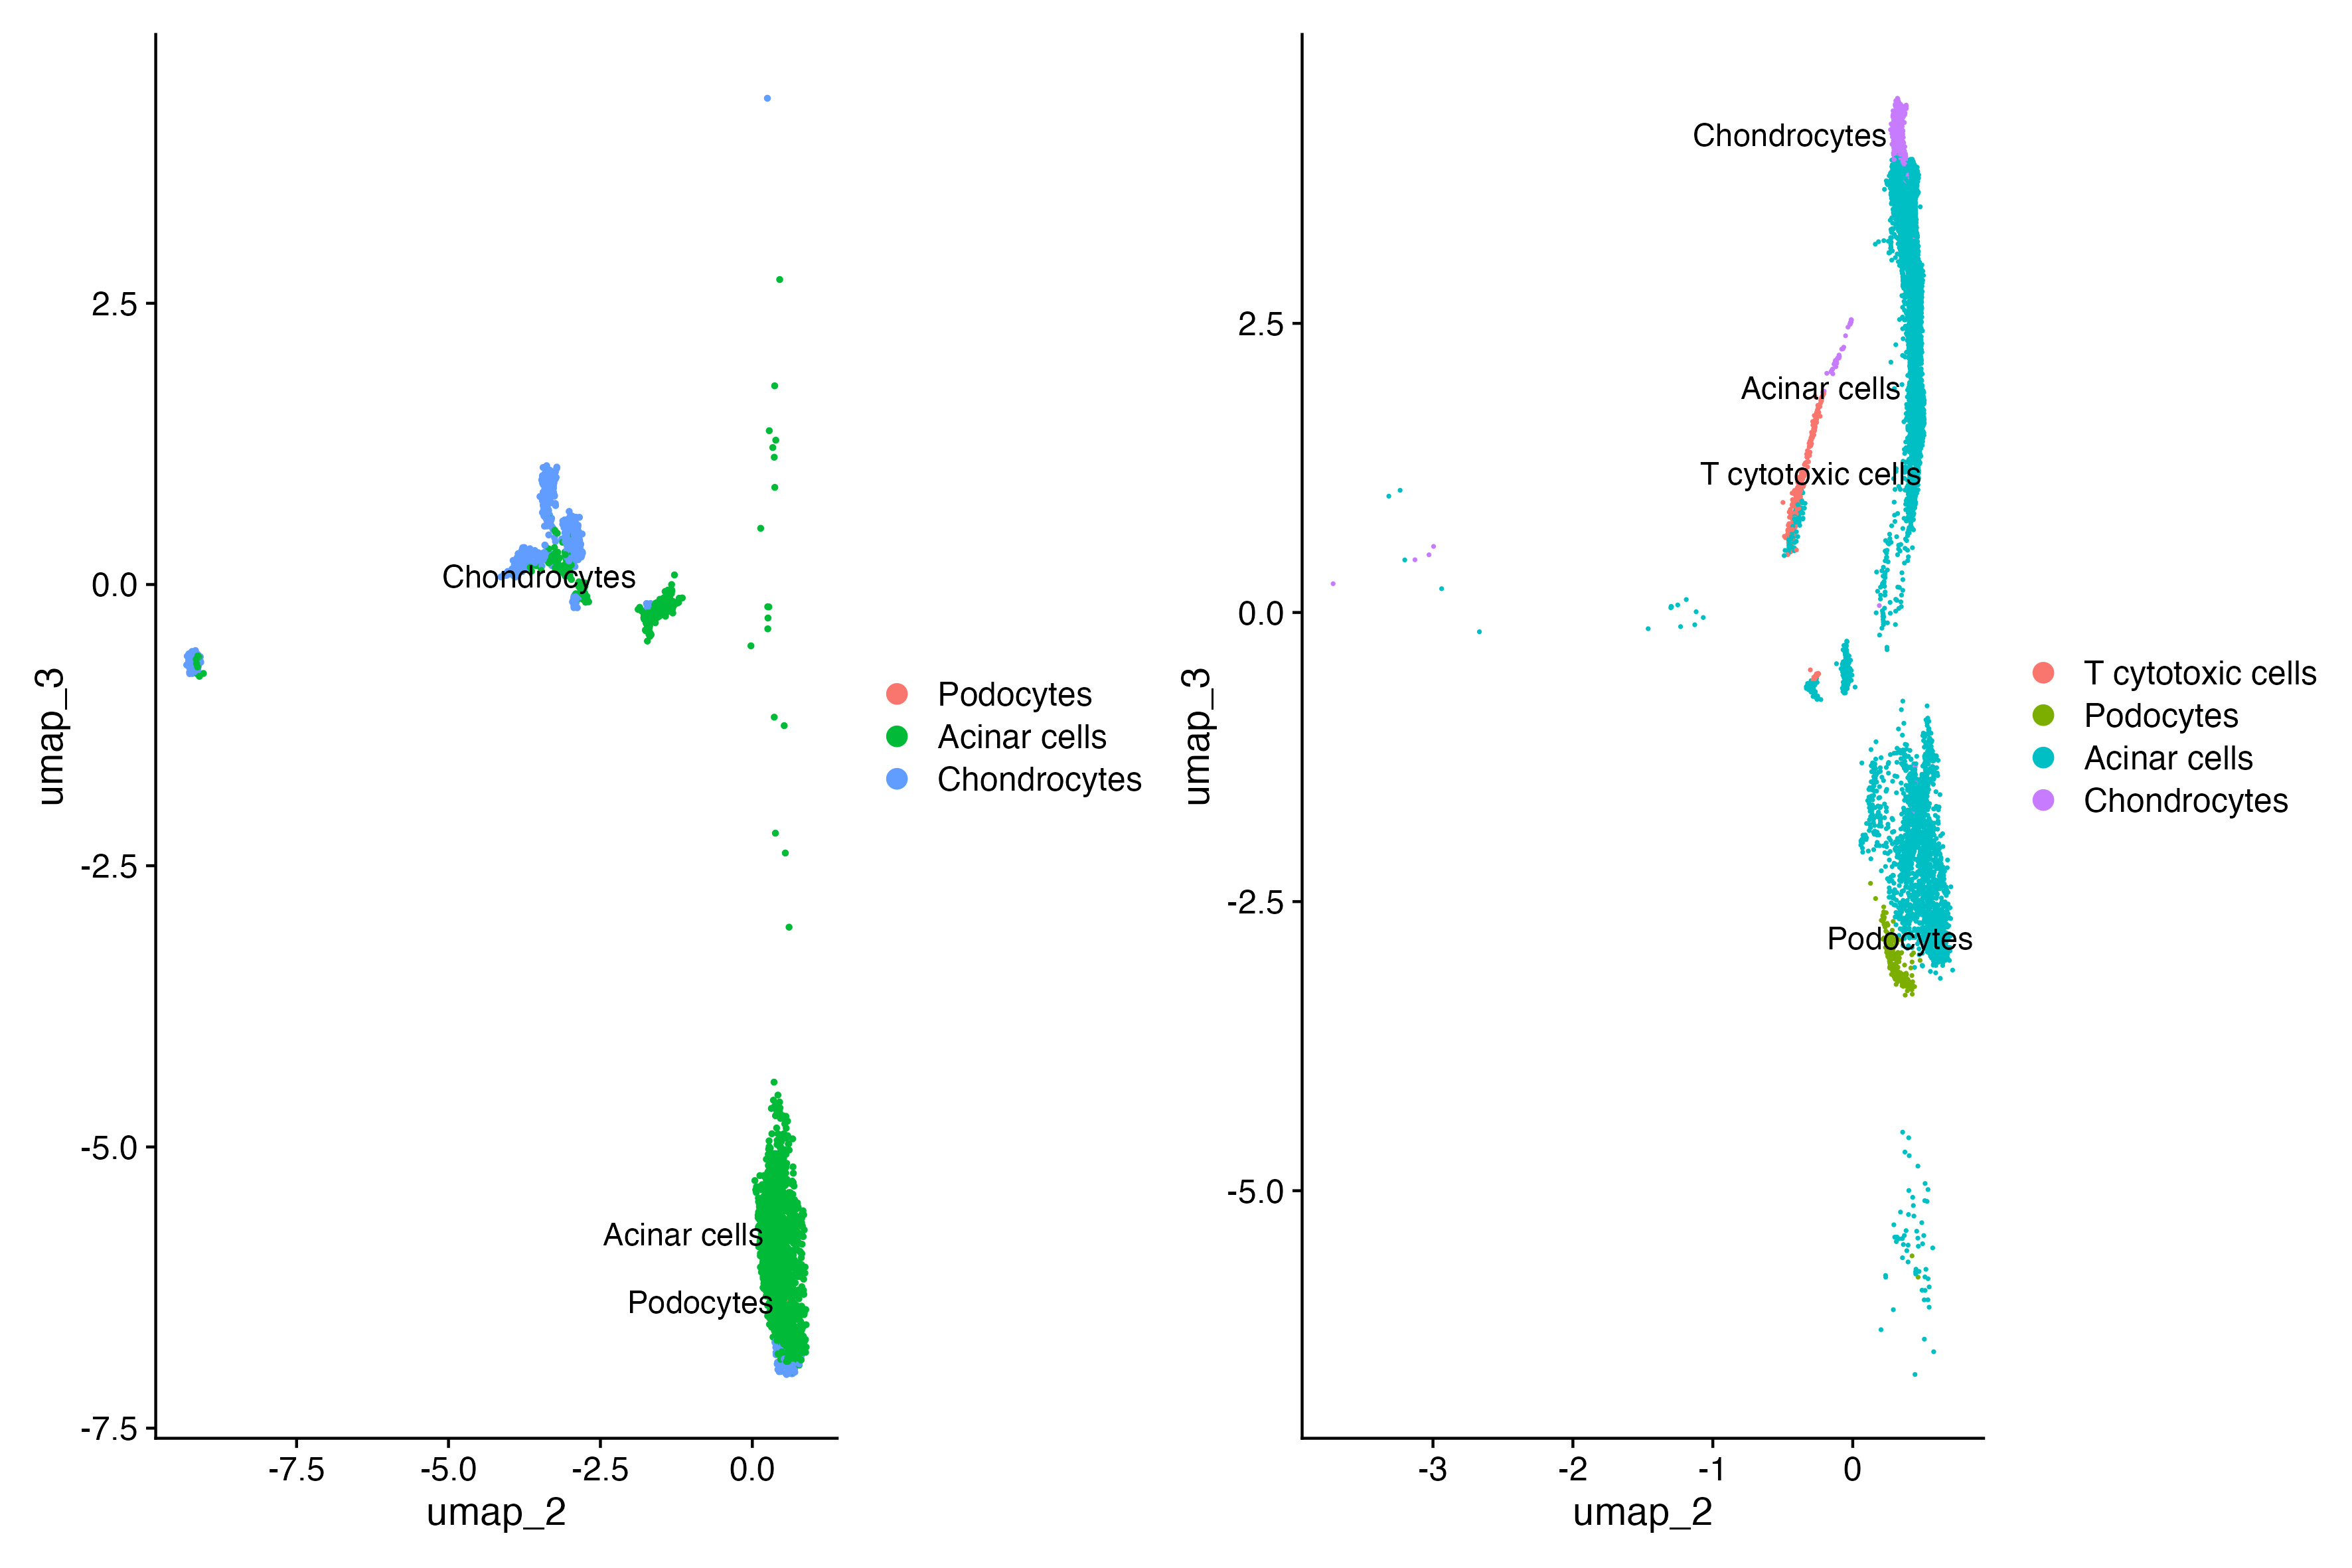 2.5
0.0
-2.5
-5.0
-7.5
umap_3
-7.5
-5.0
-2.5
0.0
umap_2
Chondrocytes
Acinar cells
Podocytes
Podocytes
Acinar cells
Chondrocytes
2.5
0.0
-2.5
-5.0
umap_3
-3
-2
-1
0
umap_2
Chondrocytes
Acinar cells
T cytotoxic cells
Podocytes
T cytotoxic cells
Podocytes
Acinar cells
Chondrocytes